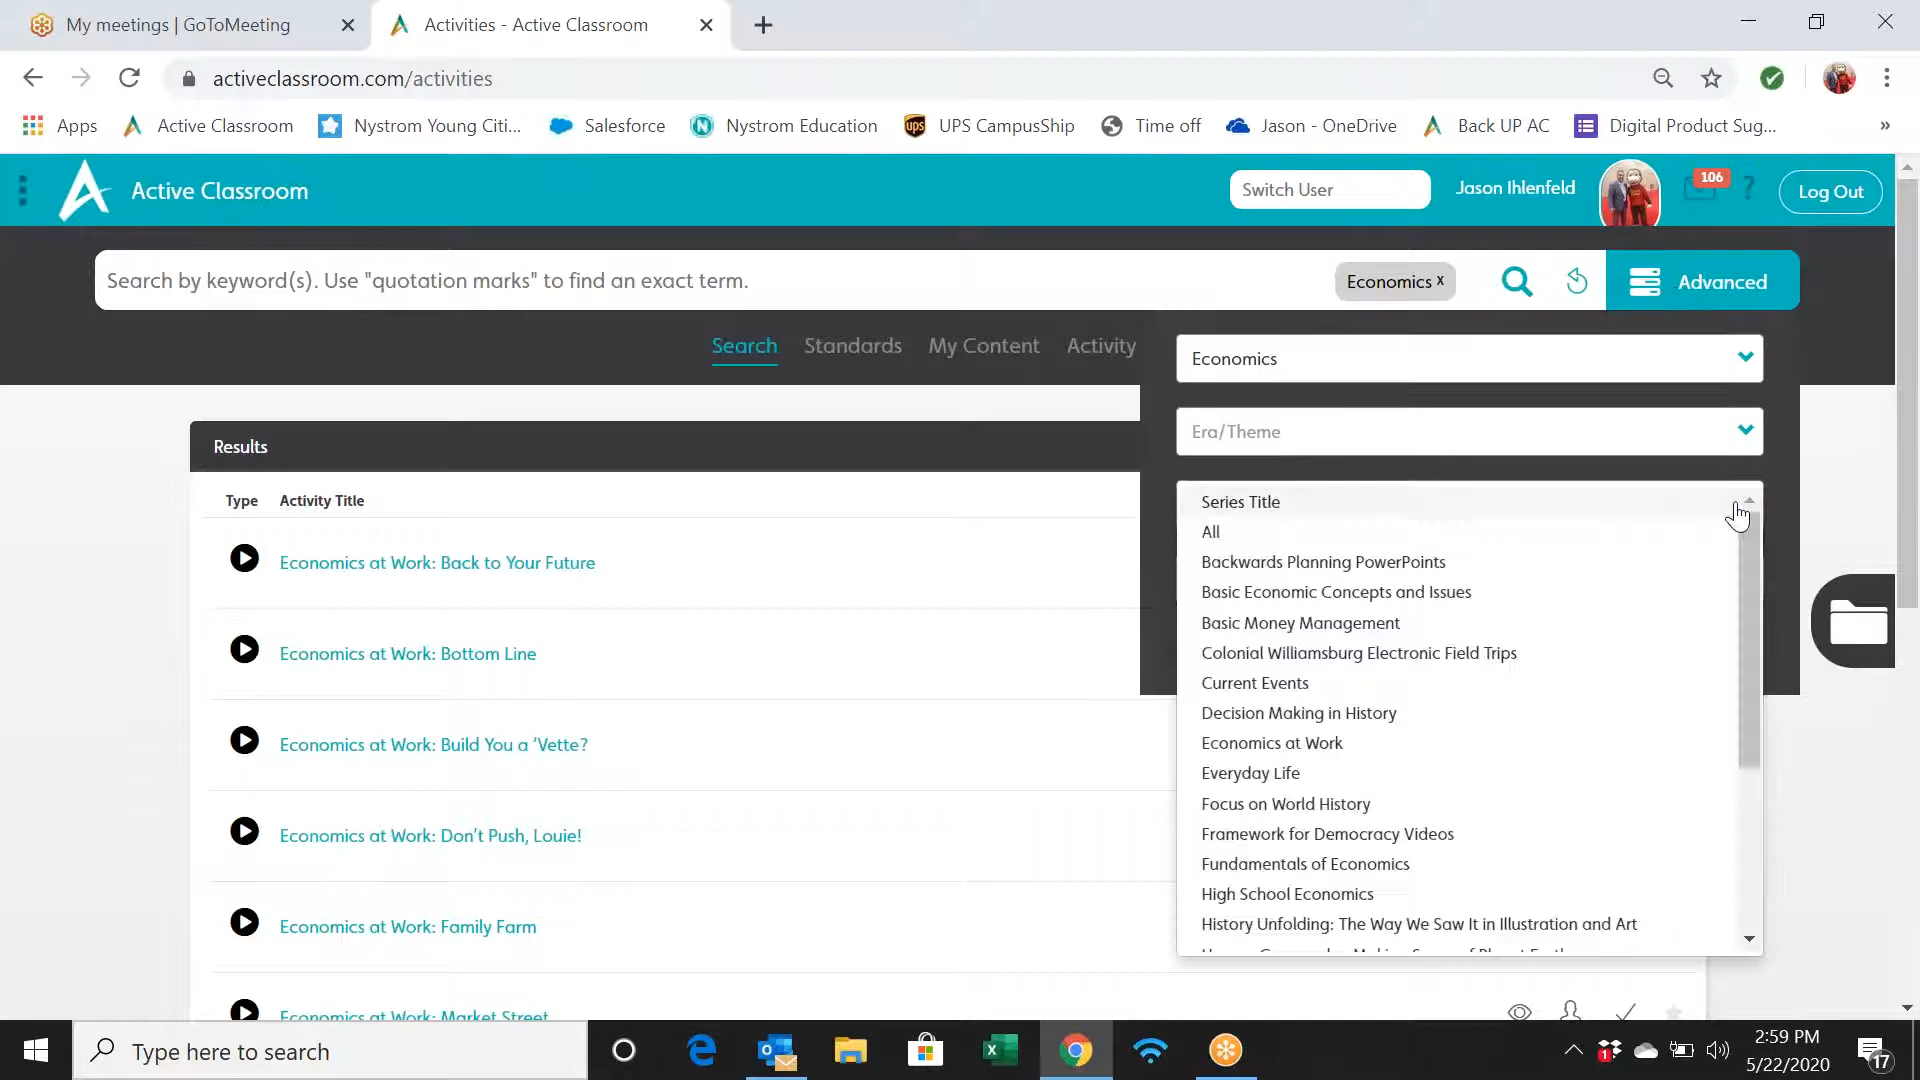 My meetings | GoToMeeting
Activities - Active Classroom
activeclassroom.com/activities
Apps
Active Classroom
Nystrom Young Citi...
Salesforce
Nystrom Education
ups
UPS CampusShip
Time off
Jason - OneDrive
Back UP AC
Digital Product Sug...
»
Active Classroom
Switch User
Jason Ihlenfeld
106
?
Log Out
Search by keyword(s). Use "quotation marks" to find an exact term.
Economics x
Advanced
Search
Standards
My Content
Activity
Economics
Era/Theme
Results
Type
Activity Title
Series Title
All
Backwards Planning PowerPoints
Basic Economic Concepts and Issues
Basic Money Management
Colonial Williamsburg Electronic Field Trips
Current Events
Decision Making in History
Economics at Work
Everyday Life
Focus on World History
Framework for Democracy Videos
Fundamentals of Economics
High School Economics
History Unfolding: The Way We Saw It in Illustration and Art
Economics at Work: Back to Your Future
Economics at Work: Bottom Line
Economics at Work: Build You a 'Vette?
Economics at Work: Don't Push, Louie!
Economics at Work: Family Farm
Economics at Work: Market Street
Type here to search
1
2:59 PM
5/22/2020
17